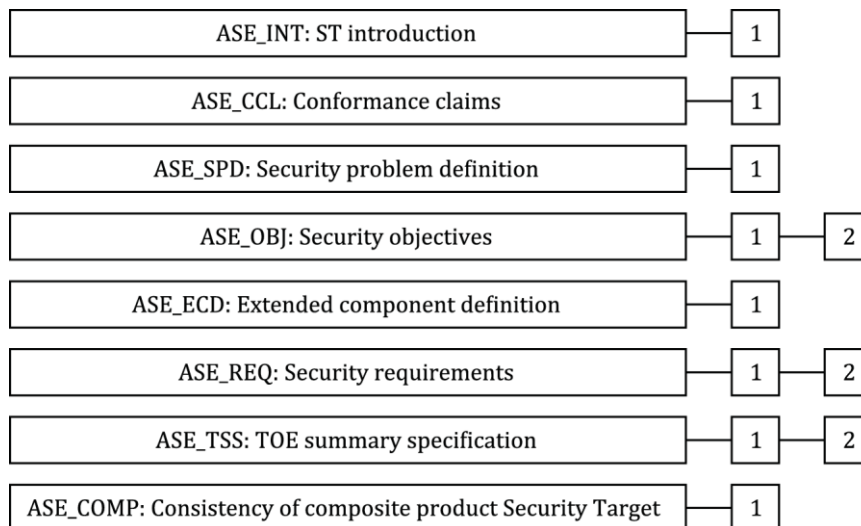 ASE_INT: ST introduction 1
ASE_CCL: Conformance claims 1
ASE_SPD: Security problem definition 1
ASE_OBJ: Security objectives 1 2
ASE_ECD: Extended component definition 1
ASE_REQ: Security requirements 1 2
ASE_TSS: TOE summary specification 1 2
ASE_COMP: Consistency of composite product Security Target 1